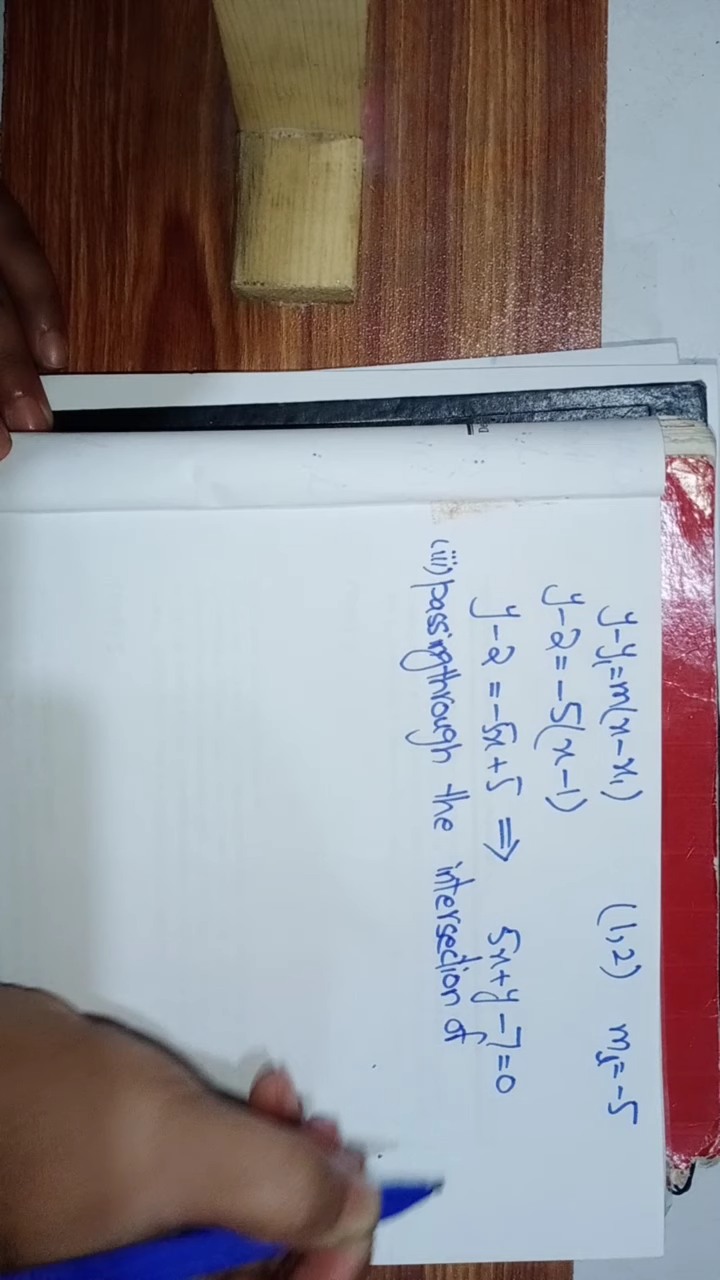 y-y₁=m(x-x₁) (1,2) m₂=-5
y-2=-5(x-1)
y-2=-5x+5 ⇒ 5x+y-7=0
(iii) passing through the intersection of